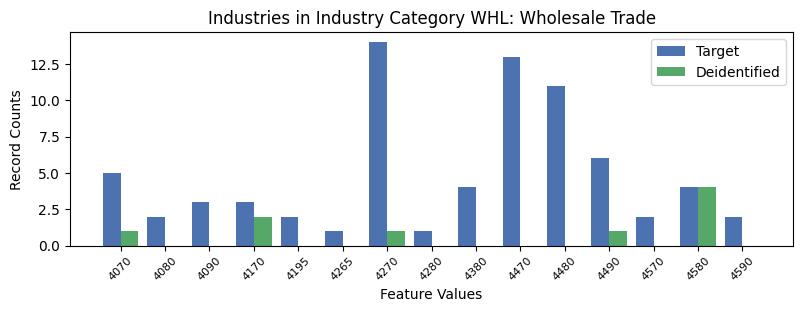 Industries in Industry Category WHL: Wholesale Trade
Target
Deidentified
Record Counts
12.5
10.0
7.5
5.0
2.5
0.0
4070 4080 4090 4170 4195 4265 4270 4280 4380 4470 4480 4490 4570 4580 4590
Feature Values